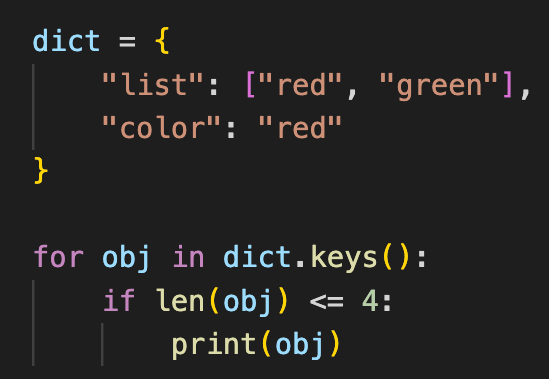 dict = {
    "list": ["red", "green"],
    "color": "red"
}

for obj in dict.keys():
    if len(obj) <= 4:
        print(obj)